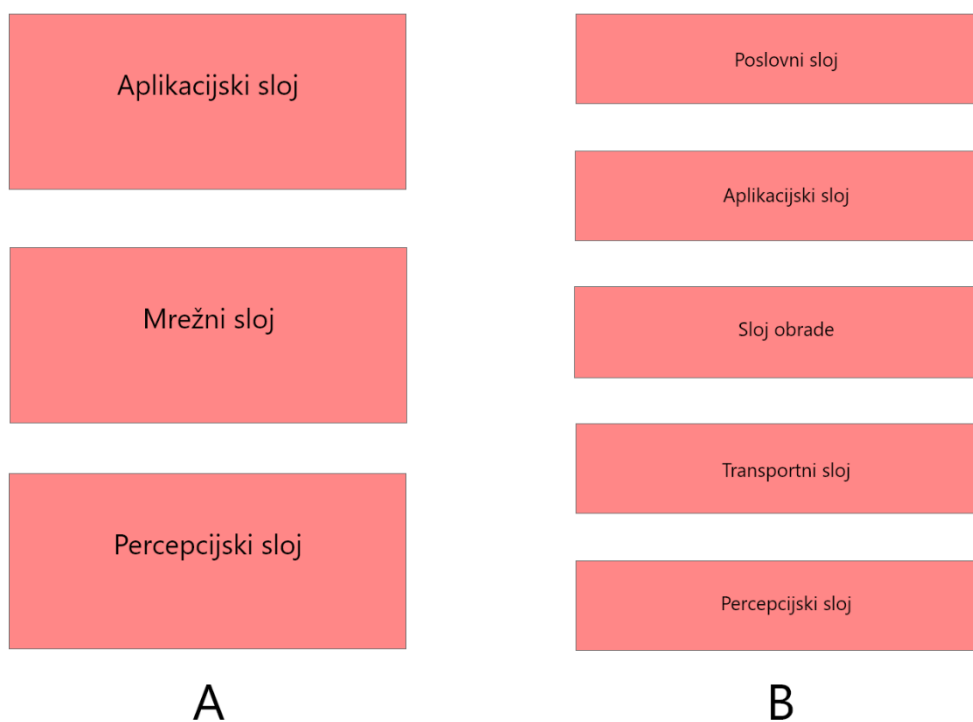 Aplikacijski sloj
Mrežni sloj
Percepcijski sloj
A
Poslovni sloj
Aplikacijski sloj
Sloj obrade
Transportni sloj
Percepcijski sloj
B